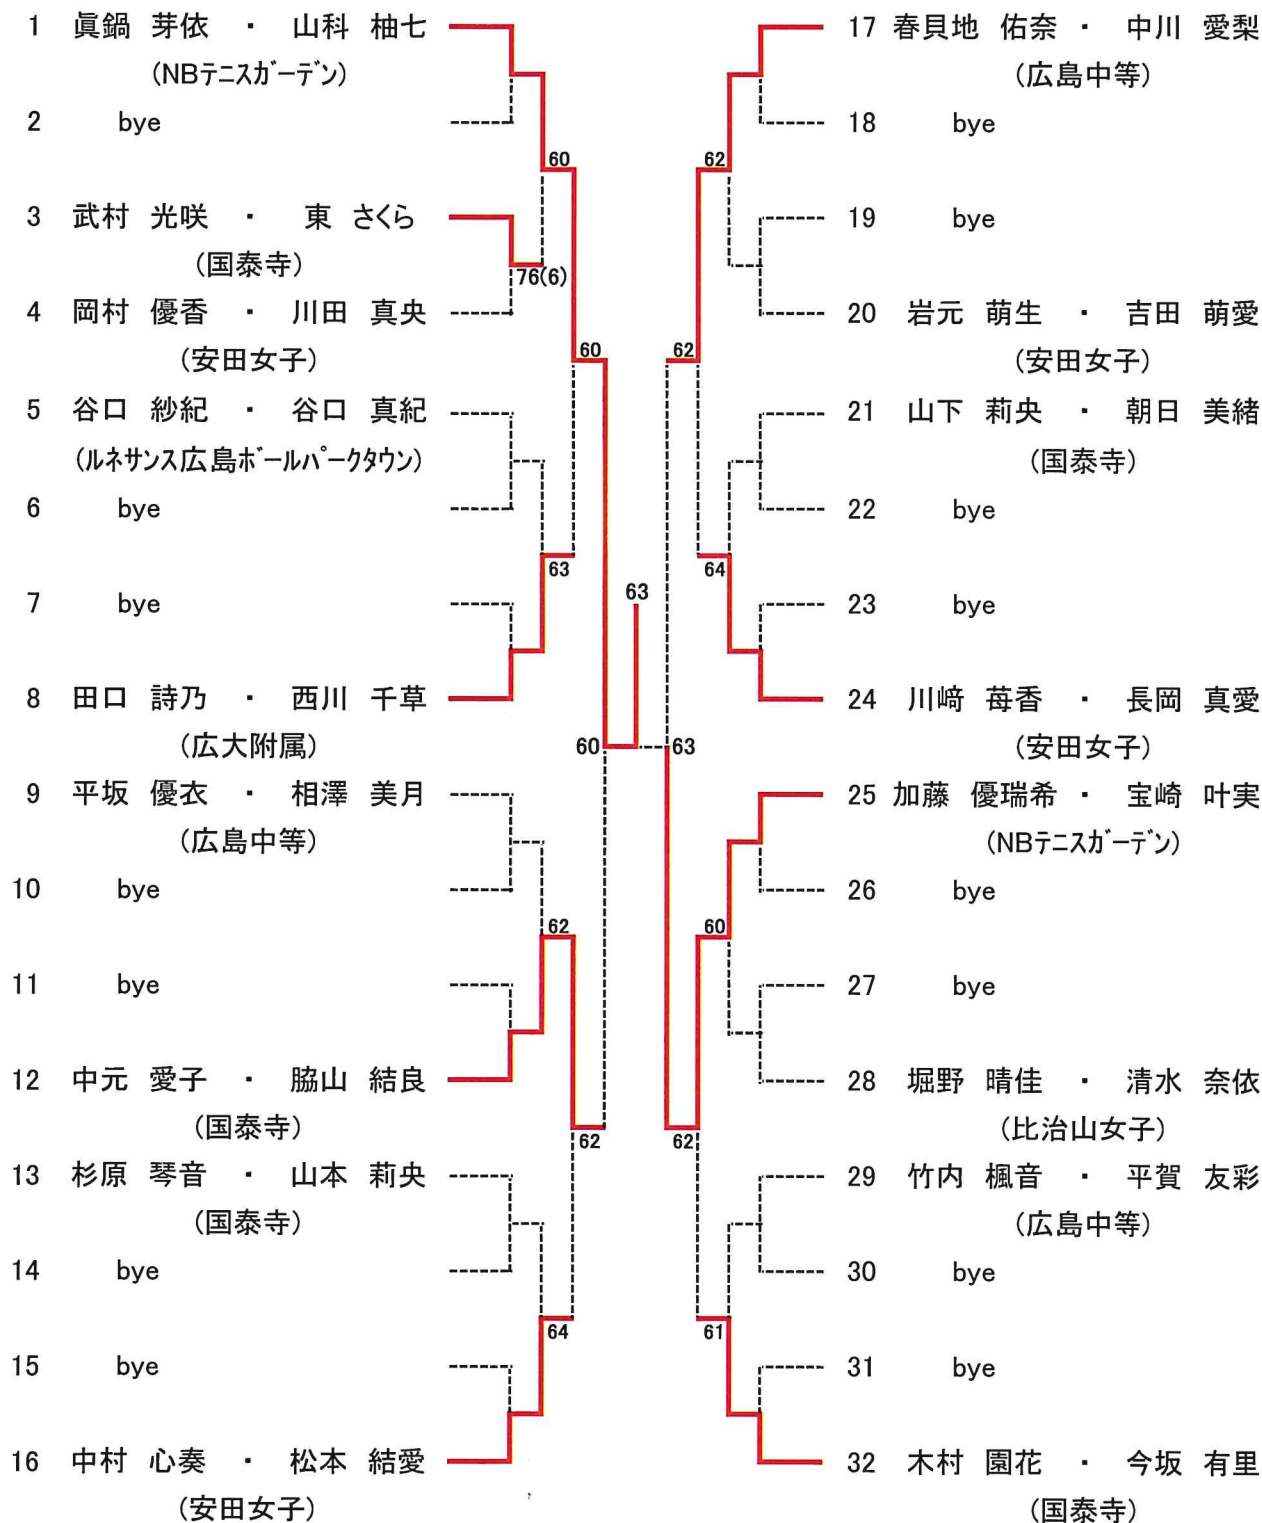 1 眞鍋 芽依 ・ 山科 柚七
(NBテニスガーデン)
2 bye
60
3 武村 光咲 ・ 東 さくら
(国泰寺)
76(6)
4 岡村 優香 ・ 川田 真央
(安田女子)
60
5 谷口 紗紀 ・ 谷口 真紀
(ルネサンス広島ボールパークタウン)
6 bye
63
7 bye
8 田口 詩乃 ・ 西川 千草
(広大附属)
60
9 平坂 優衣 ・ 相澤 美月
(広島中等)
10 bye
62
11 bye
12 中元 愛子 ・ 脇山 結良
(国泰寺)
62
13 杉原 琴音 ・ 山本 莉央
(国泰寺)
14 bye
64
15 bye
16 中村 心奏 ・ 松本 結愛
(安田女子)
63
17 春貝地 佑奈 ・ 中川 愛梨
(広島中等)
18 bye
62
19 bye
20 岩元 萌生 ・ 吉田 萌愛
(安田女子)
62
21 山下 莉央 ・ 朝日 美緒
(国泰寺)
22 bye
64
23 bye
24 川﨑 苺香 ・ 長岡 真愛
(安田女子)
63
25 加藤 優瑞希 ・ 宝崎 叶実
(NBテニスガーデン)
26 bye
60
27 bye
28 堀野 晴佳 ・ 清水 奈依
(比治山女子)
62
29 竹内 楓音 ・ 平賀 友彩
(広島中等)
30 bye
61
31 bye
32 木村 園花 ・ 今坂 有里
(国泰寺)